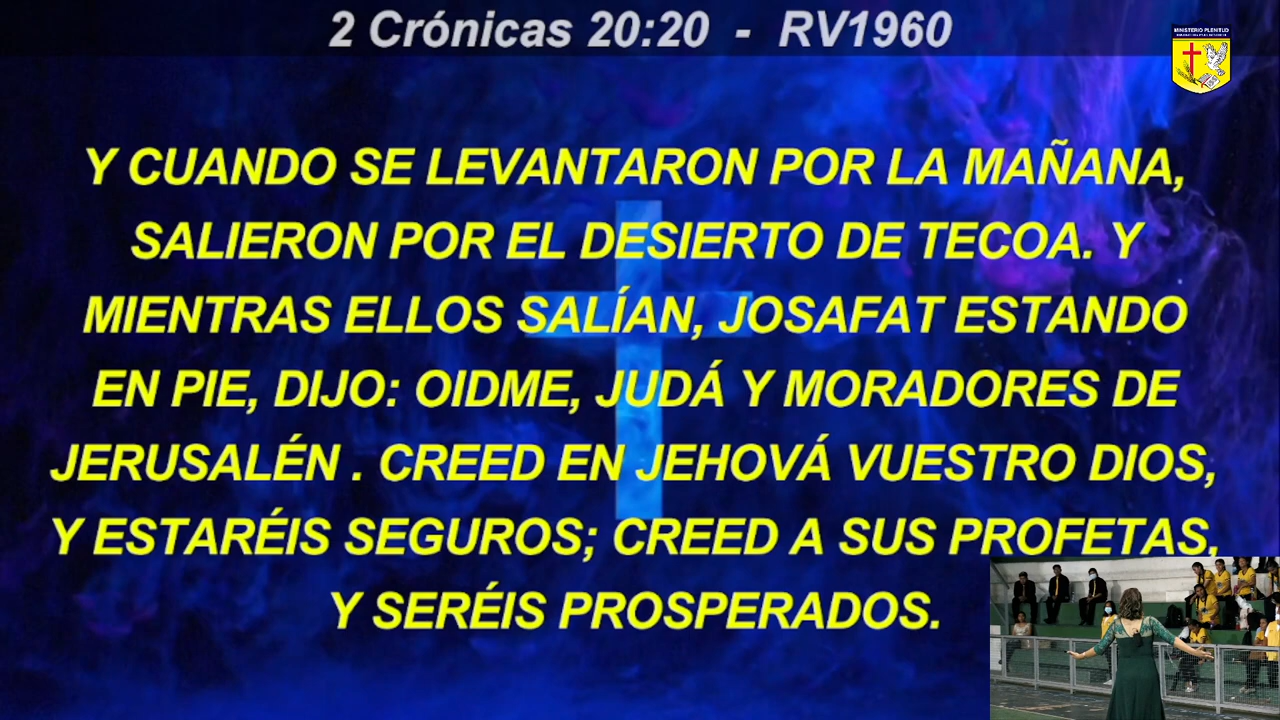 2 Crónicas 20:20 - RV1960
MINISTERIO PLENITUD
Y CUANDO SE LEVANTARON POR LA MAÑANA,
SALIERON POR EL DESIERTO DE TECOA. Y
MIENTRAS ELLOS SALÍAN, JOSAFAT ESTANDO
EN PIE, DIJO: OIDME, JUDÁ Y MORADORES DE
JERUSALÉN . CREED EN JEHOVÁ VUESTRO DIOS,
Y ESTARÉIS SEGUROS; CREED A SUS PROFETAS,
Y SERÉIS PROSPERADOS.